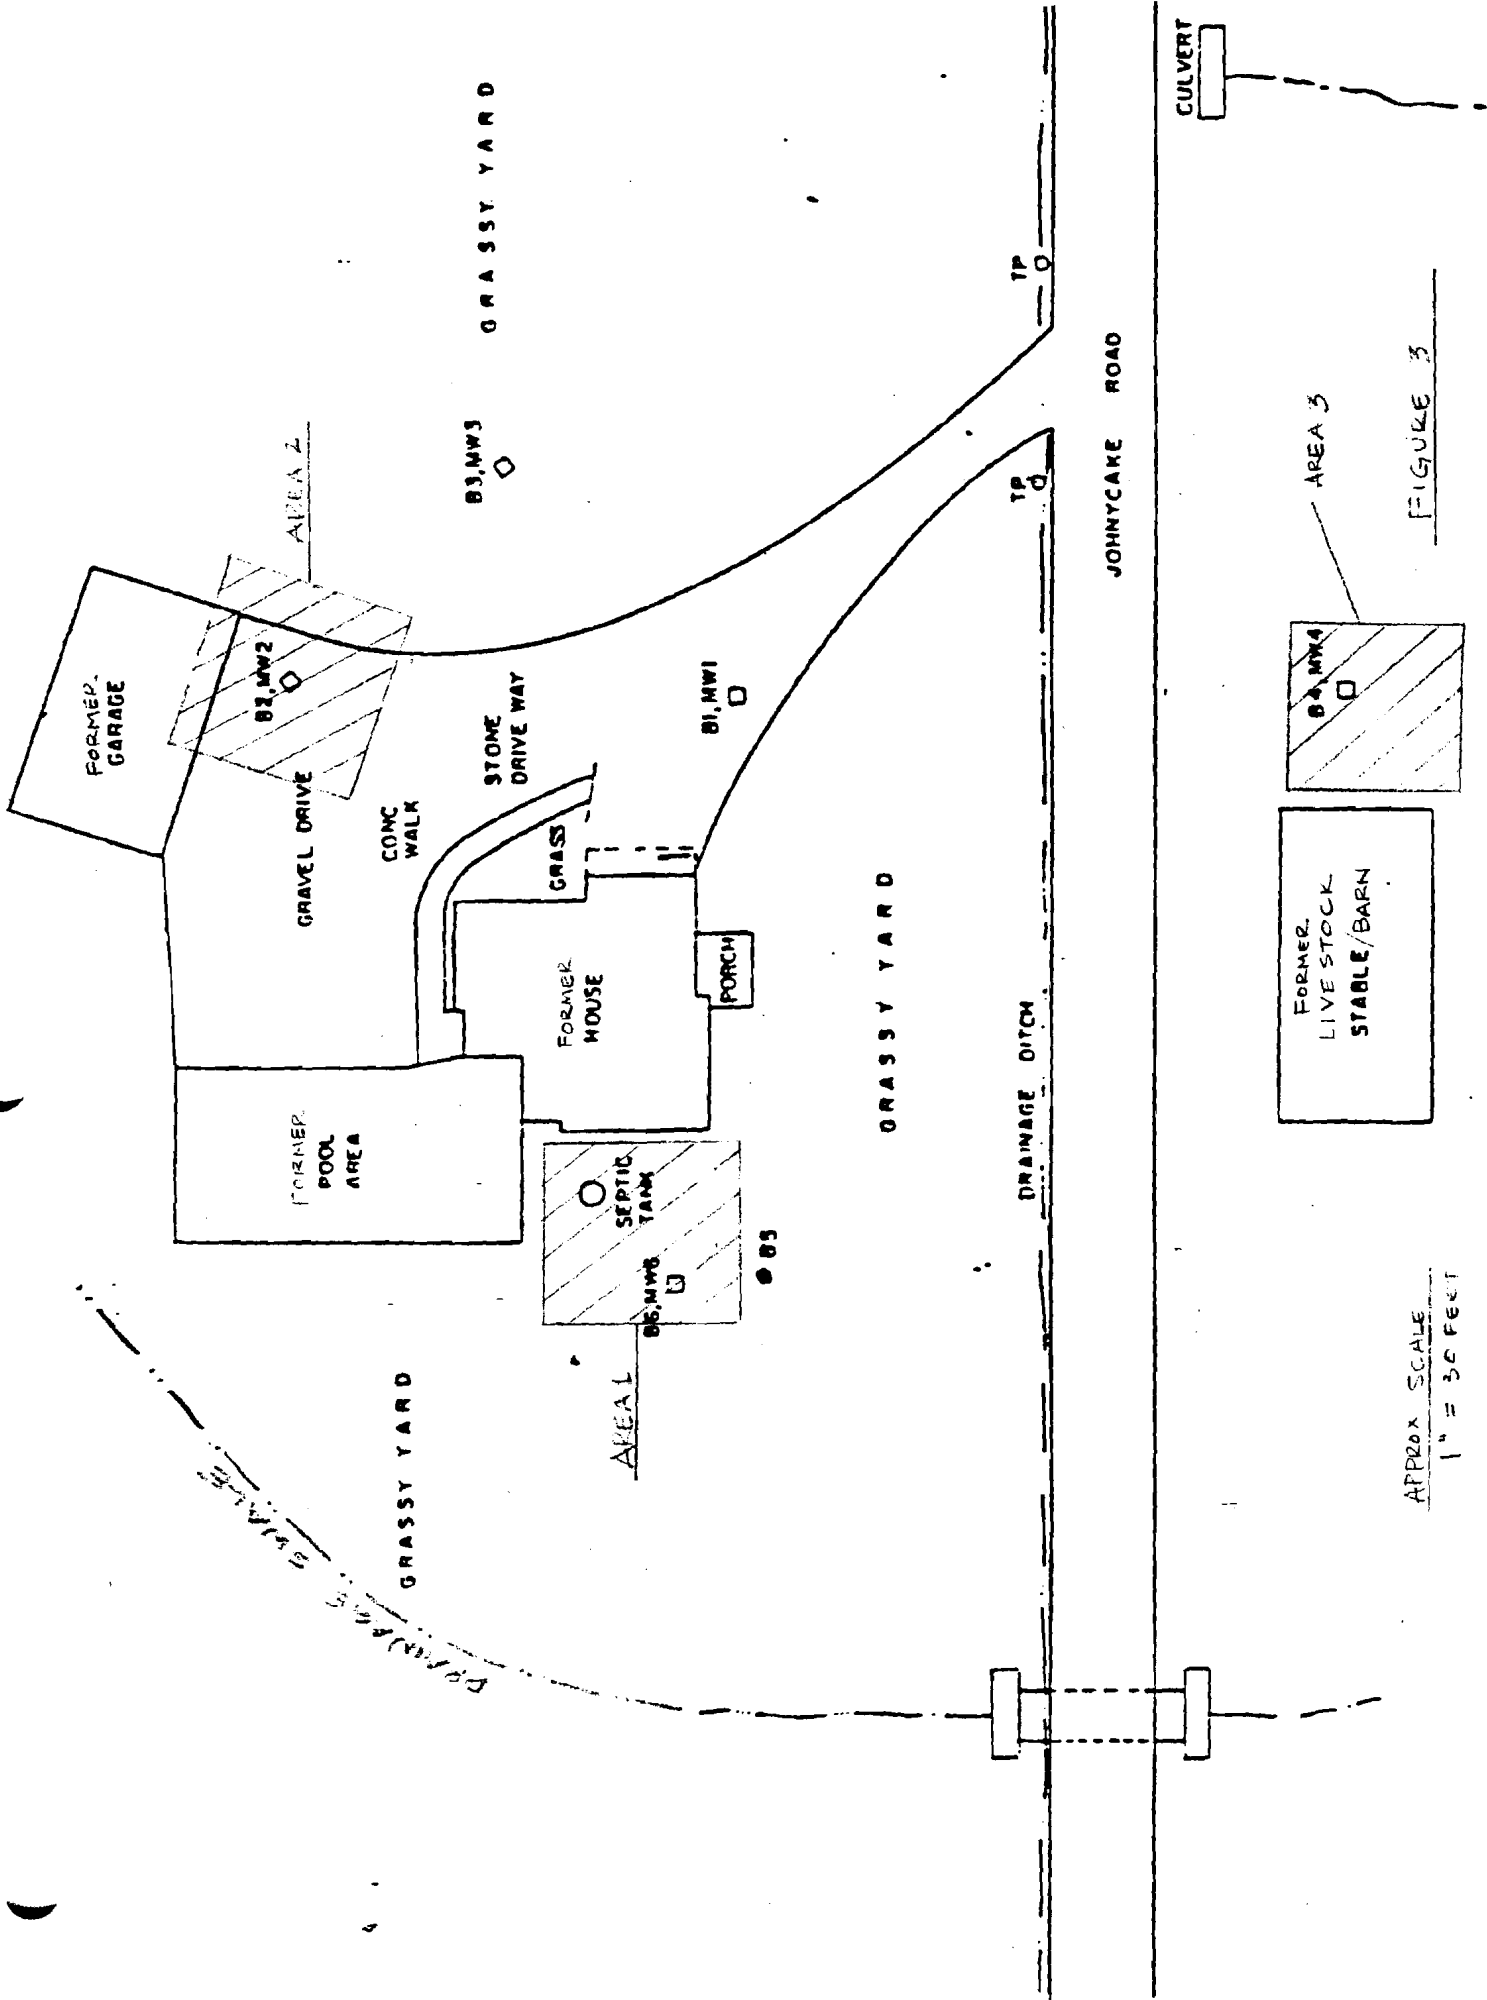 CULVERT
GRASSY YARD
TP
JOHNYCAKE ROAD
FIGURE 3
AREA 3
AREA 2
B3,MW3
TP
FORMER
GARAGE
B2,MW2
GRAVEL DRIVE
CONC
WALK
STONE
DRIVE WAY
B1,MW1
B4,MW4
GRASS
FORMER
HOUSE
PORCH
GRASSY YARD
DRAINAGE DITCH
FORMER
LIVESTOCK
STABLE/BARN
FORMER
POOL
AREA
SEPTIC
TANK
B5
B6,MW6
AREA 1
GRASSY YARD
DRAINAGE SWALE
APPROX SCALE
1" = 30 FEET